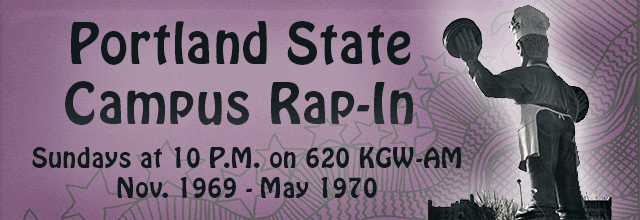 Portland State
Campus Rap-In
Sundays at 10 P.M. on 620 KGW-AM
Nov. 1969 - May 1970